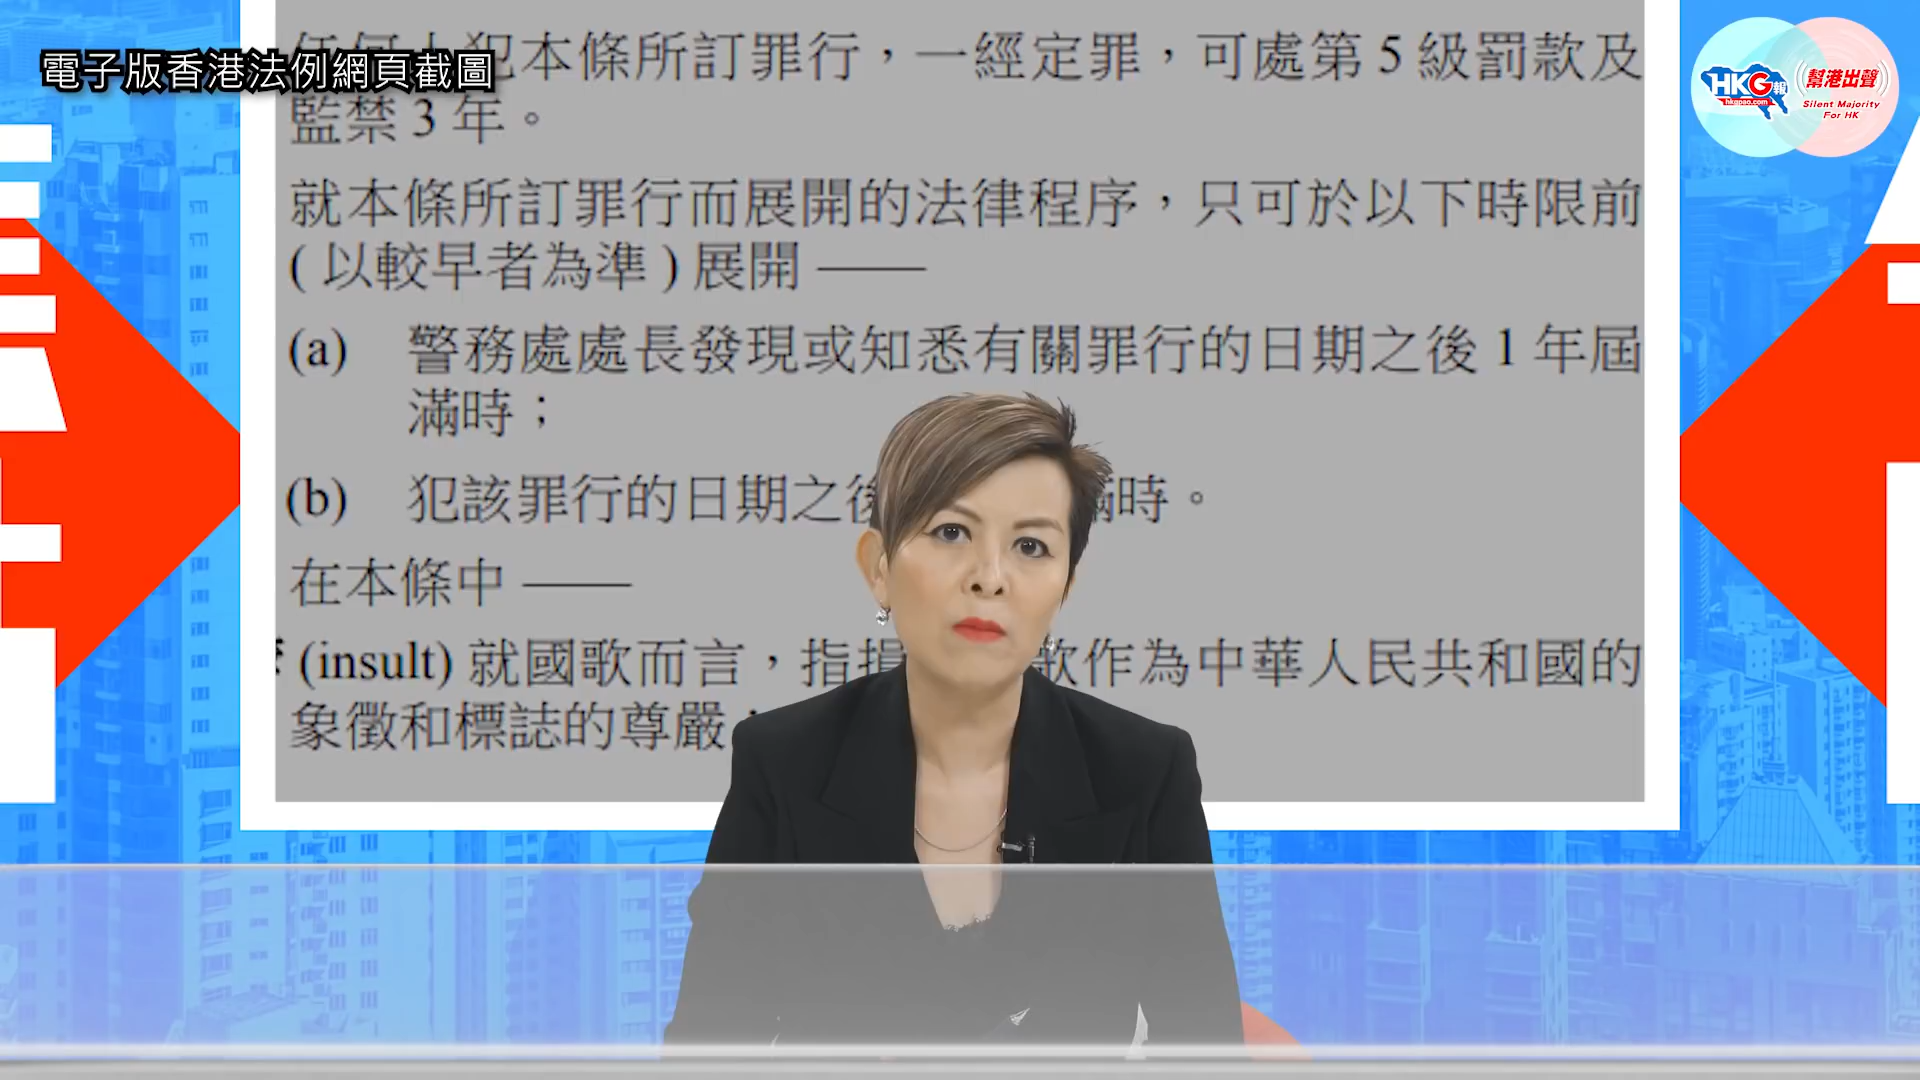 電子版香港法例網頁截圖
犯本條所訂罪行，一經定罪，可處第 5 級罰款及
監禁 3 年。
就本條所訂罪行而展開的法律程序，只可於以下時限前
( 以較早者為準 ) 展開 ——
(a) 警務處處長發現或知悉有關罪行的日期之後 1 年屆
滿時；
(b) 犯該罪行的日期之後 滿時。
在本條中 ——
(insult) 就國歌而言，指損 歌作為中華人民共和國的
象徵和標誌的尊嚴；
HKG報
hkgpao.com
幫港出聲
Silent Majority
For HK